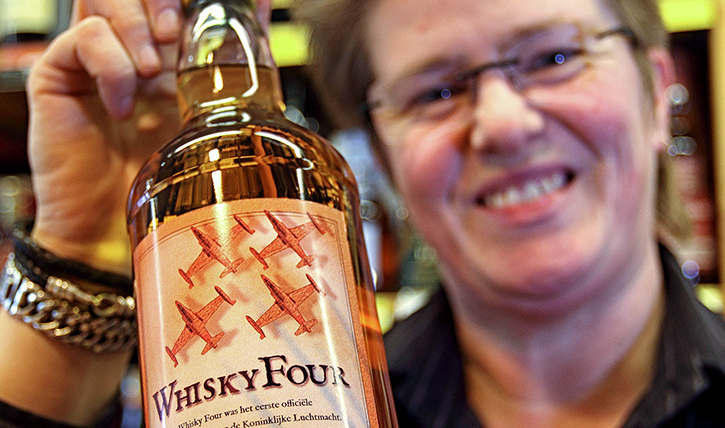 WHISKYFOUR
Whisky Four was het eerste officiële
de Koninklijke Luchtmacht.